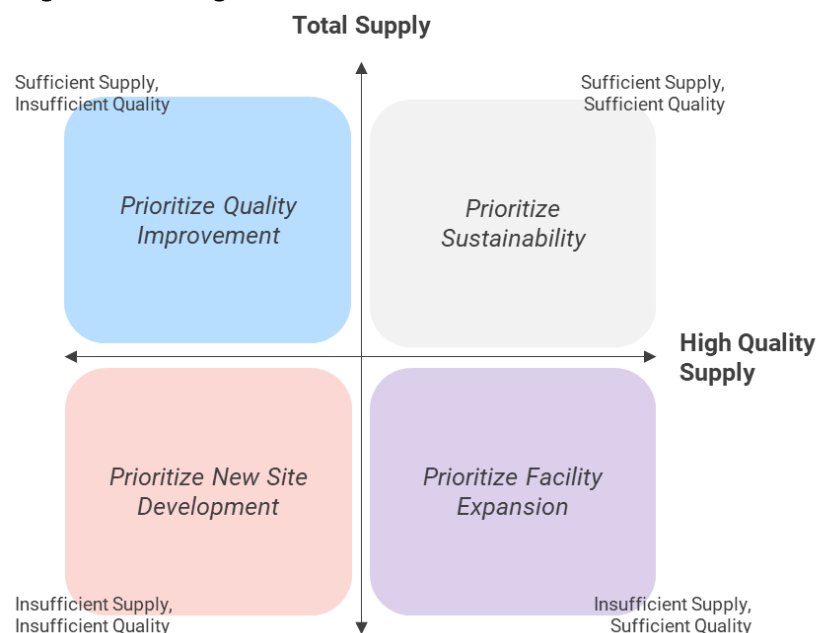 Total Supply
Sufficient Supply,
Insufficient Quality
Sufficient Supply,
Sufficient Quality
Prioritize Quality
Improvement
Prioritize
Sustainability
High Quality
Supply
Prioritize New Site
Development
Prioritize Facility
Expansion
Insufficient Supply,
Insufficient Quality
Insufficient Supply,
Sufficient Quality